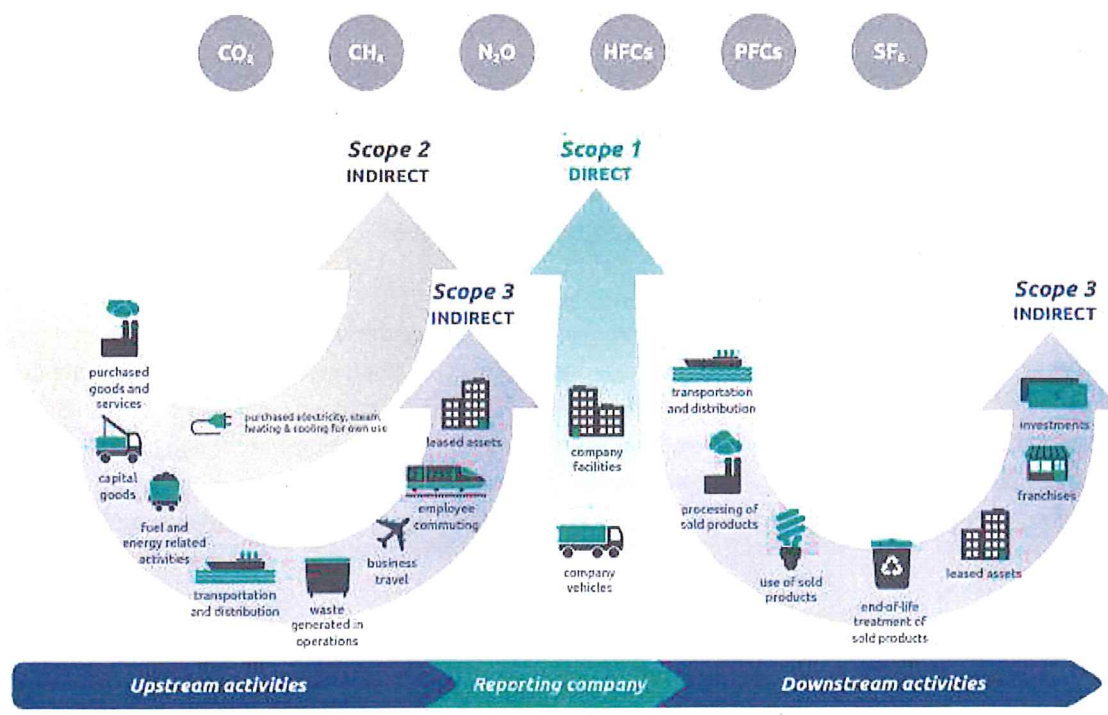 CO₂
CH₄
N₂O
HFCs
PFCs
SF₆
Scope 2
INDIRECT
Scope 1
DIRECT
Scope 3
INDIRECT
Scope 3
INDIRECT
purchased
goods and
services
purchased electricity, steam,
heating & cooling for own use
capital
goods
fuel and
energy related
activities
transportation
and distribution
waste
generated in
operations
business
travel
employee
commuting
leased assets
company
facilities
company
vehicles
transportation
and distribution
processing of
sold products
use of sold
products
end-of-life
treatment of
sold products
leased assets
franchises
investments
Upstream activities
Reporting company
Downstream activities